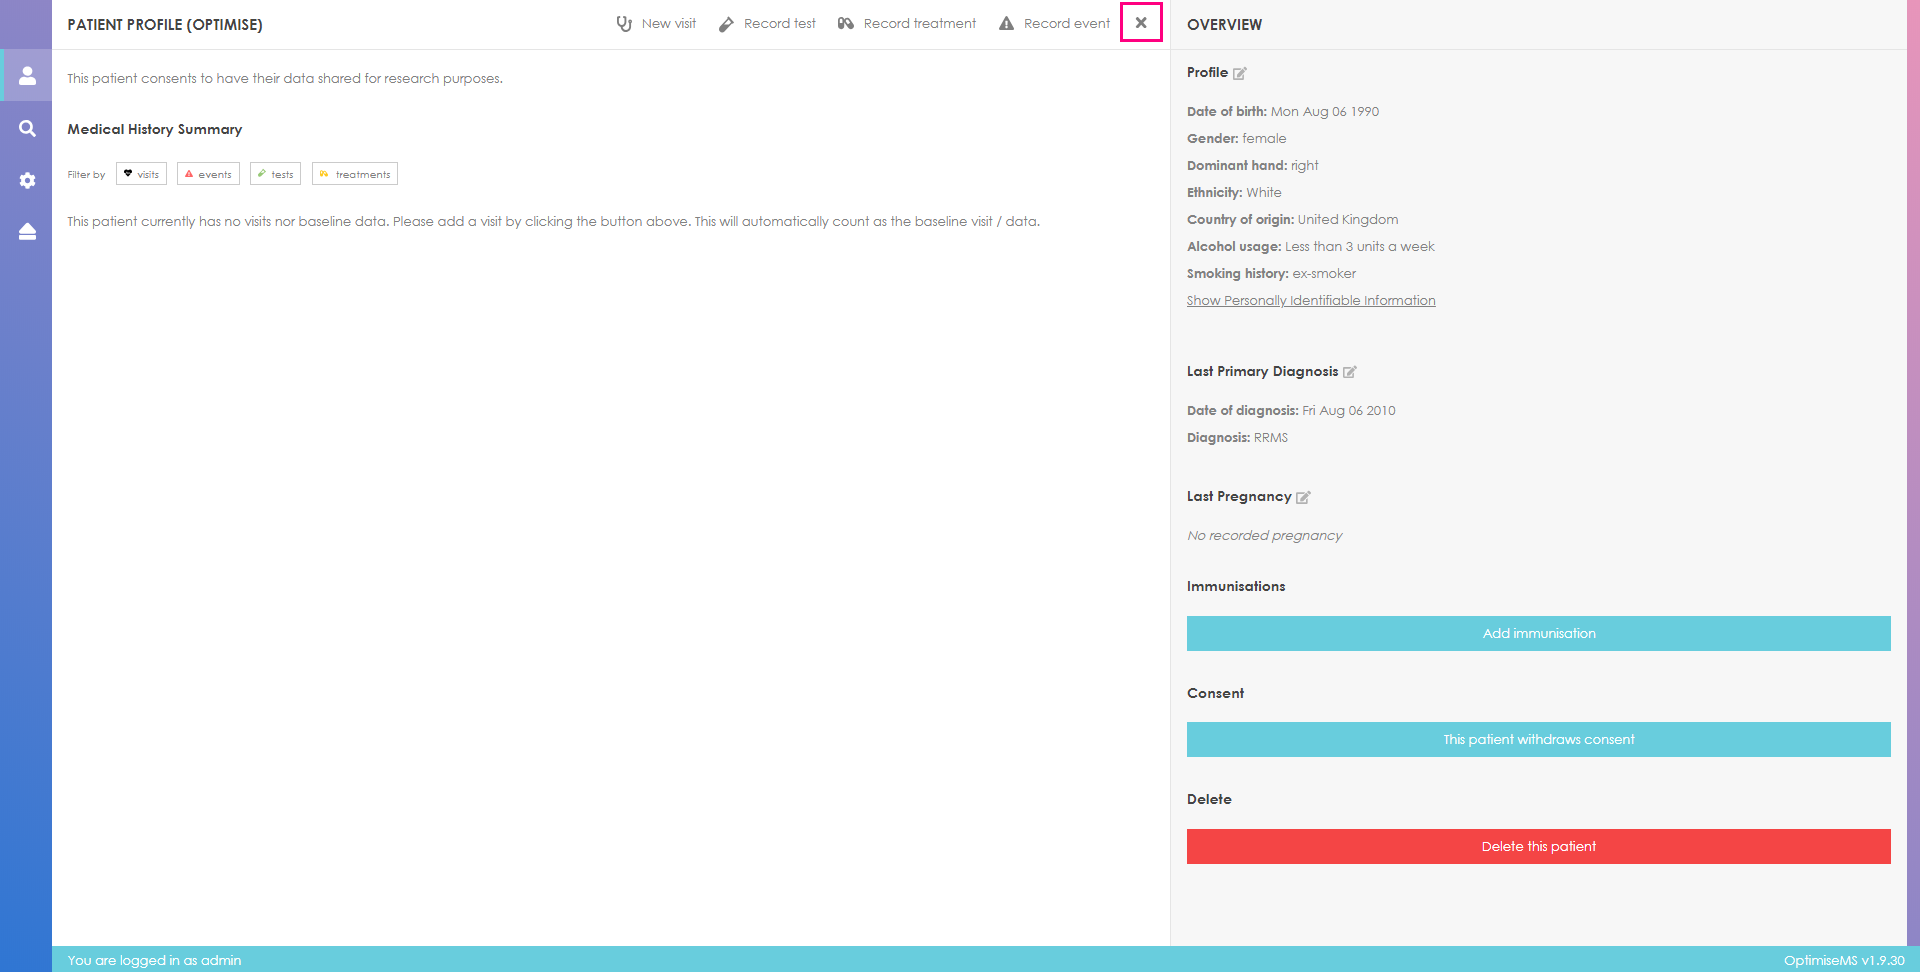 PATIENT PROFILE (OPTIMISE)
New visit
Record test
Record treatment
Record event
This patient consents to have their data shared for research purposes.
Medical History Summary
Filter by
visits
events
tests
treatments
This patient currently has no visits nor baseline data. Please add a visit by clicking the button above. This will automatically count as the baseline visit / data.
OVERVIEW
Profile
Date of birth: Mon Aug 06 1990
Gender: female
Dominant hand: right
Ethnicity: White
Country of origin: United Kingdom
Alcohol usage: Less than 3 units a week
Smoking history: ex-smoker
Show Personally Identifiable Information
Last Primary Diagnosis
Date of diagnosis: Fri Aug 06 2010
Diagnosis: RRMS
Last Pregnancy
No recorded pregnancy
Immunisations
Add immunisation
Consent
This patient withdraws consent
Delete
Delete this patient
You are logged in as admin
OptimiseMS v1.9.30